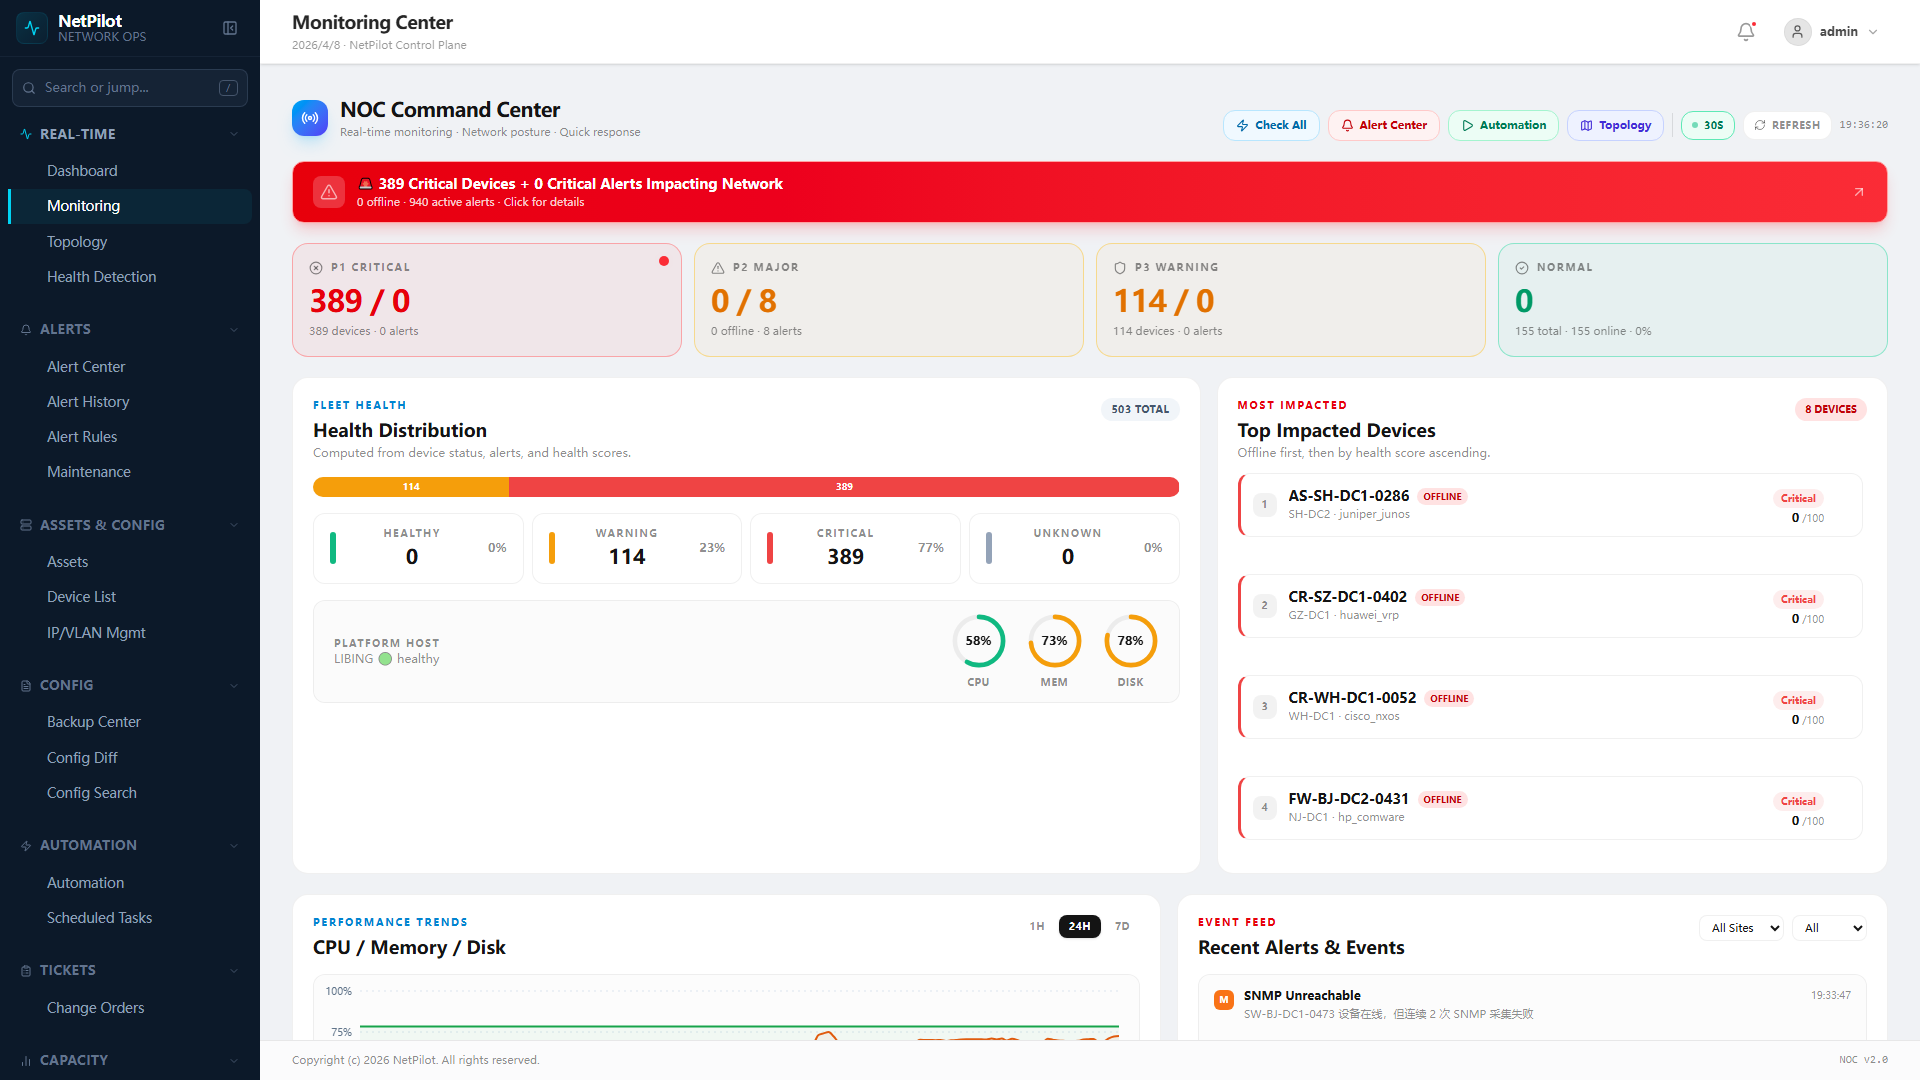 NetPilot
NETWORK OPS
Search or jump...
/
REAL-TIME
Dashboard
Monitoring
Topology
Health Detection
ALERTS
Alert Center
Alert History
Alert Rules
Maintenance
ASSETS & CONFIG
Assets
Device List
IP/VLAN Mgmt
CONFIG
Backup Center
Config Diff
Config Search
AUTOMATION
Automation
Scheduled Tasks
TICKETS
Change Orders
CAPACITY
Monitoring Center
2026/4/8 · NetPilot Control Plane
admin
NOC Command Center
Real-time monitoring · Network posture · Quick response
Check All
Alert Center
Automation
Topology
30S
REFRESH
19:36:20
🚨 389 Critical Devices + 0 Critical Alerts Impacting Network
0 offline · 940 active alerts · Click for details
P1 CRITICAL
389 / 0
389 devices · 0 alerts
P2 MAJOR
0 / 8
0 offline · 8 alerts
P3 WARNING
114 / 0
114 devices · 0 alerts
NORMAL
0
155 total · 155 online · 0%
FLEET HEALTH
503 TOTAL
Health Distribution
Computed from device status, alerts, and health scores.
114
389
HEALTHY
0
0%
WARNING
114
23%
CRITICAL
389
77%
UNKNOWN
0
0%
PLATFORM HOST
LIBING 🟢 healthy
58%
CPU
73%
MEM
78%
DISK
MOST IMPACTED
8 DEVICES
Top Impacted Devices
Offline first, then by health score ascending.
1
AS-SH-DC1-0286 OFFLINE
SH-DC2 · juniper_junos
Critical
0 /100
2
CR-SZ-DC1-0402 OFFLINE
GZ-DC1 · huawei_vrp
Critical
0 /100
3
CR-WH-DC1-0052 OFFLINE
WH-DC1 · cisco_nxos
Critical
0 /100
4
FW-BJ-DC2-0431 OFFLINE
NJ-DC1 · hp_comware
Critical
0 /100
PERFORMANCE TRENDS
CPU / Memory / Disk
1H
24H
7D
100%
75%
EVENT FEED
Recent Alerts & Events
All Sites
All
M
SNMP Unreachable
19:33:47
SW-BJ-DC1-0473 设备在线，但连续 2 次 SNMP 采集失败
Copyright (c) 2026 NetPilot. All rights reserved.
NOC v2.0